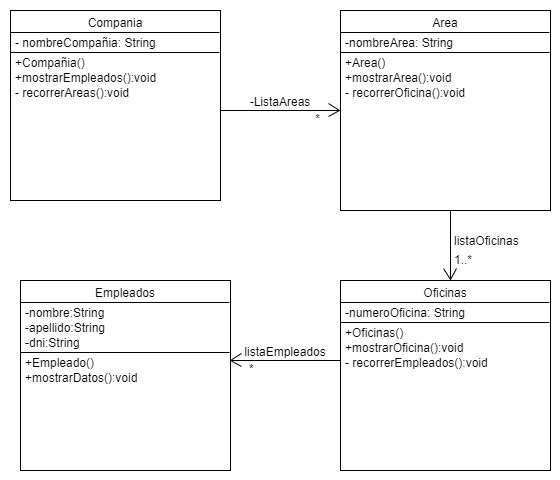 Compania
- nombreCompañia: String
+Compañía()
+mostrarEmpleados():void
- recorrerAreas():void
-ListaAreas
*
Area
-nombreArea: String
+Area()
+mostrarArea():void
- recorrerOficina():void
listaOficinas
1..*
Empleados
-nombre:String
-apellido:String
-dni:String
+Empleado()
+mostrarDatos():void
listaEmpleados
*
Oficinas
-numeroOficina: String
+Oficinas()
+mostrarOficina():void
- recorrerEmpleados():void